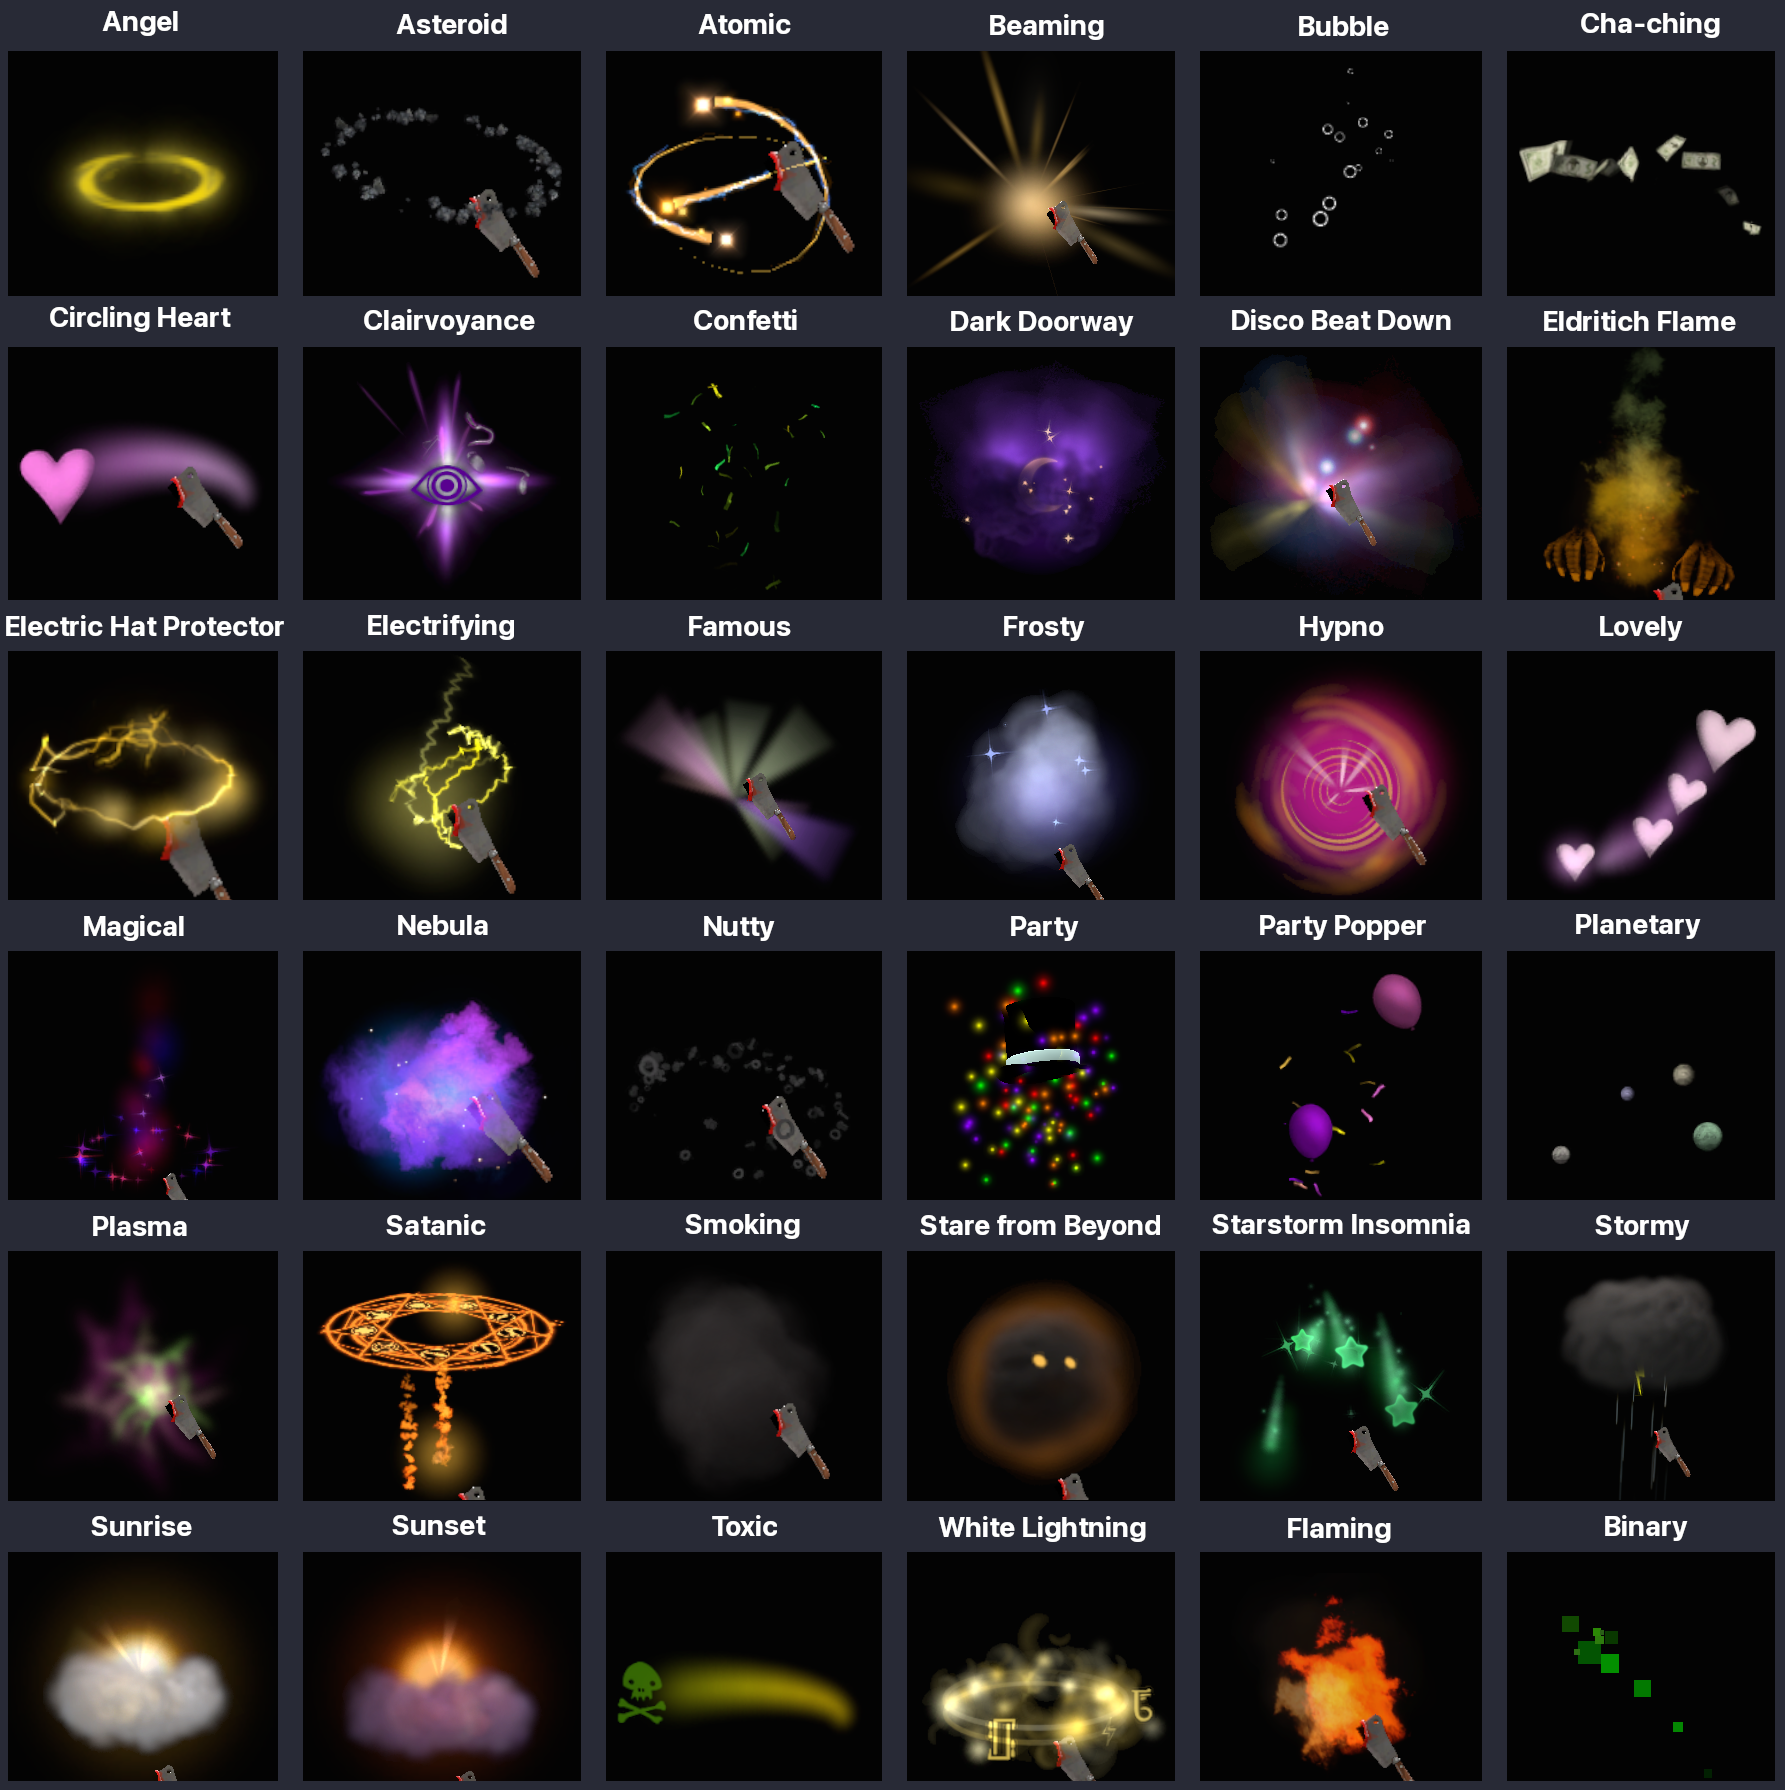 Angel
Asteroid
Atomic
Beaming
Bubble
Cha-ching
Circling Heart
Clairvoyance
Confetti
Dark Doorway
Disco Beat Down
Eldritich Flame
Electric Hat Protector
Electrifying
Famous
Frosty
Hypno
Lovely
Magical
Nebula
Nutty
Party
Party Popper
Planetary
Plasma
Satanic
Smoking
Stare from Beyond
Starstorm Insomnia
Stormy
Sunrise
Sunset
Toxic
White Lightning
Flaming
Binary